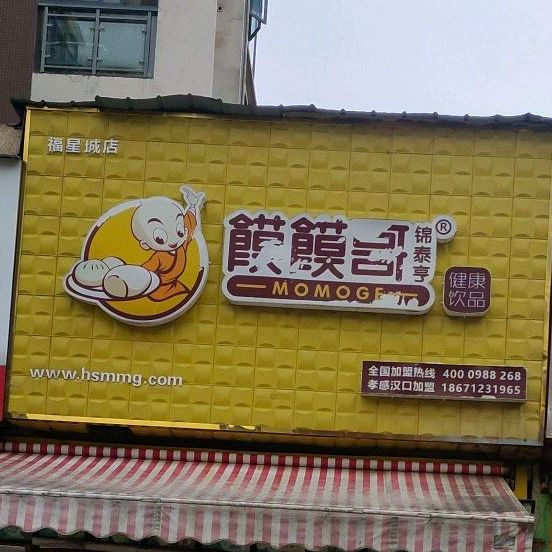 福星城店
馍馍哥
锦泰亨
®
MOMOGE
健康
饮品
www.hsmmg.com
全国加盟热线 400 0988 268
孝感汉口加盟 18671231965